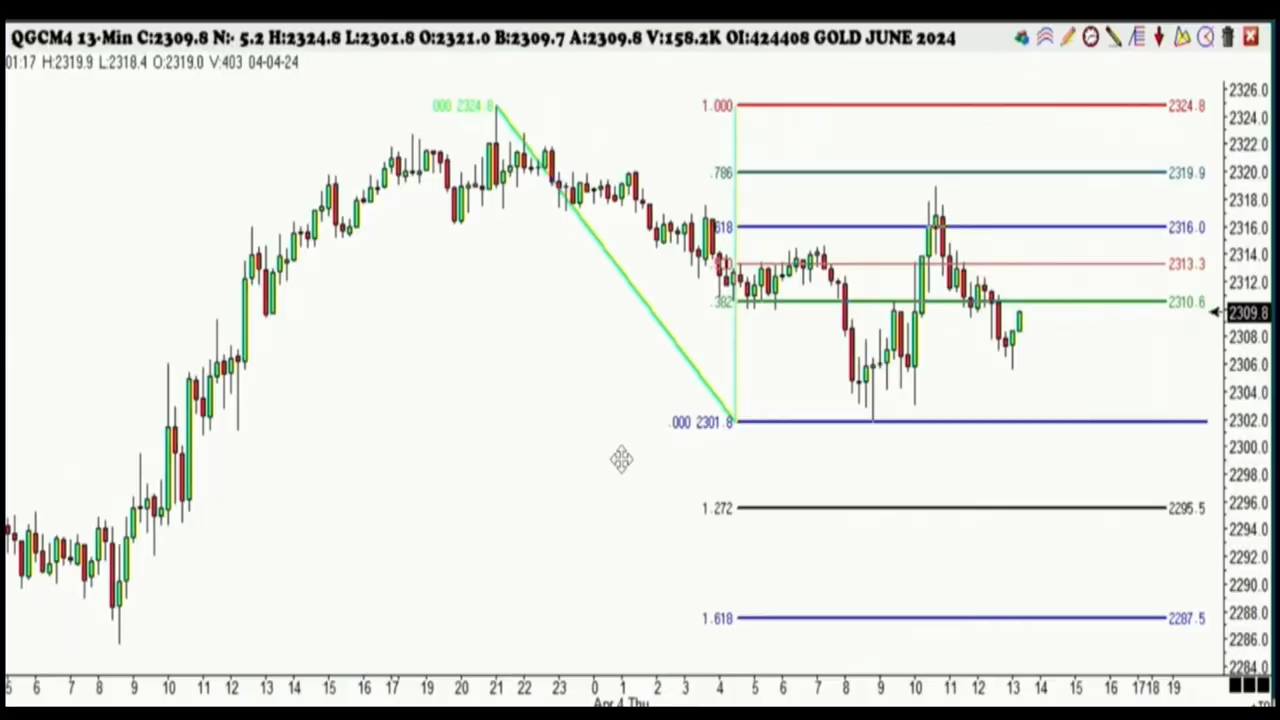 QGCM4 13-Min C:2309.8 N:- 5.2 H:2324.8 L:2301.8 O:2321.0 B:2309.7 A:2309.8 V:158.2K OI:424408 GOLD JUNE 2024
01:17 H:2319.9 L:2318.4 O:2319.0 V:403 04-04-24
2326.0
000 2324.8 1.000 2324.8
2324.0
2322.0
.786 2319.9 2320.0
2318.0
618 2316.0 2316.0
2314.0
2313.3
2312.0
.382 2310.6
2309.8
2308.0
2306.0
2304.0
.000 2301.8 2302.0
2300.0
2298.0
1.272 2295.5 2296.0
2294.0
2292.0
2290.0
2288.0
1.618 2287.5
2286.0
2284.0
5 6 7 8 9 10 11 12 13 14 15 16 17 19 20 21 22 23 0 1 2 3 4 5 6 7 8 9 10 11 12 13 14 15 16 1718 19
Apr 4 Thu